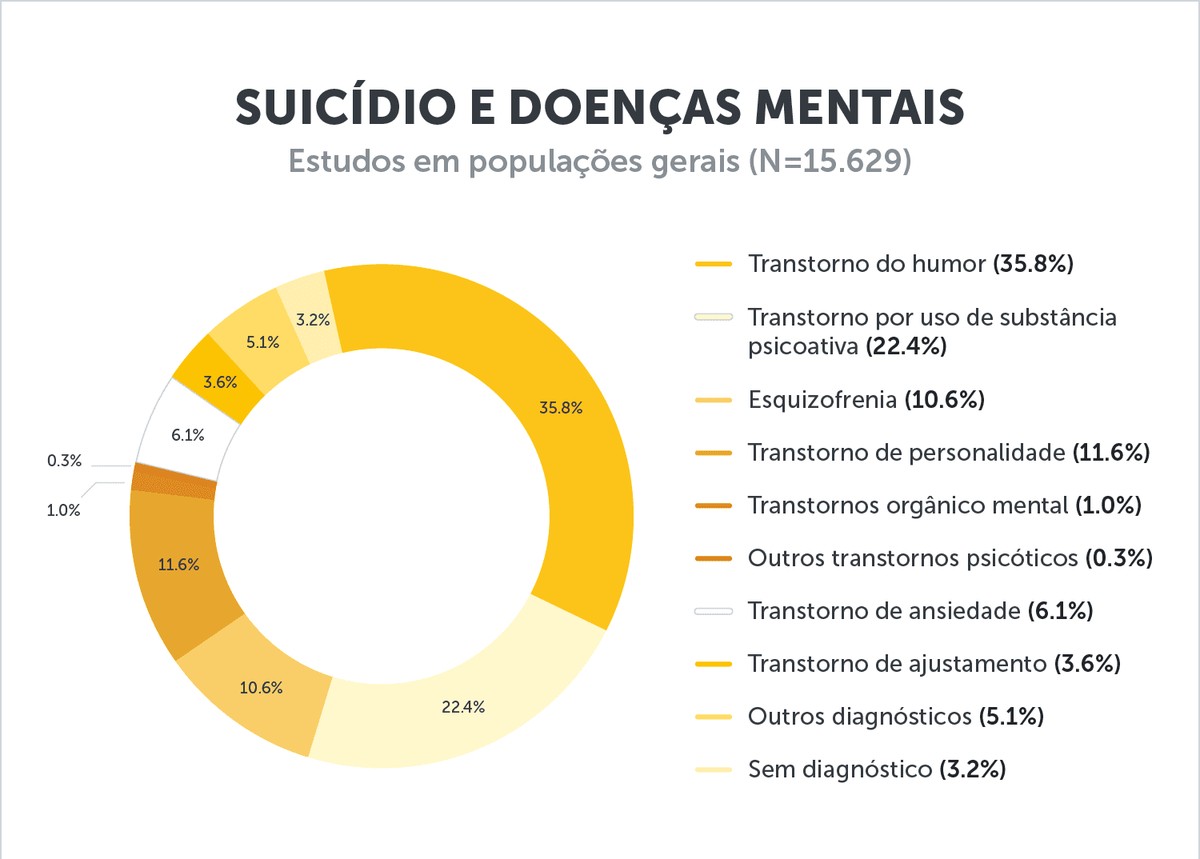 SUICÍDIO E DOENÇAS MENTAIS
Estudos em populações gerais (N=15.629)
3.2%
5.1%
3.6%
6.1%
0.3%
1.0%
11.6%
10.6%
22.4%
35.8%
Transtorno do humor (35.8%)
Transtorno por uso de substância
psicoativa (22.4%)
Esquizofrenia (10.6%)
Transtorno de personalidade (11.6%)
Transtornos orgânico mental (1.0%)
Outros transtornos psicóticos (0.3%)
Transtorno de ansiedade (6.1%)
Transtorno de ajustamento (3.6%)
Outros diagnósticos (5.1%)
Sem diagnóstico (3.2%)